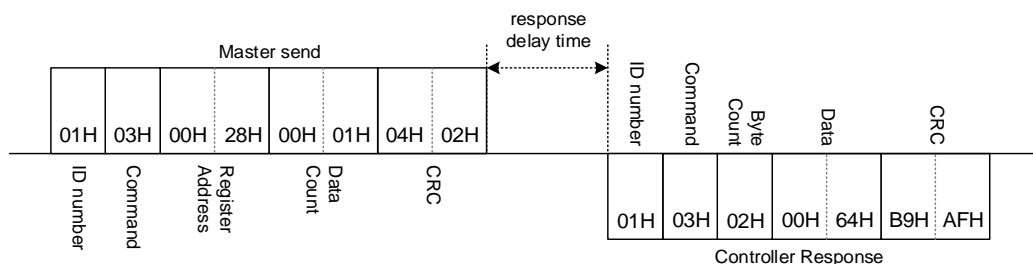 response
delay time
Master send
01H 03H 00H 28H 00H 01H 04H 02H
ID number
Command
Register
Address
Data
Count
CRC
ID number
Command
Byte
Count
Data
CRC
01H 03H 02H 00H 64H B9H AFH
Controller Response